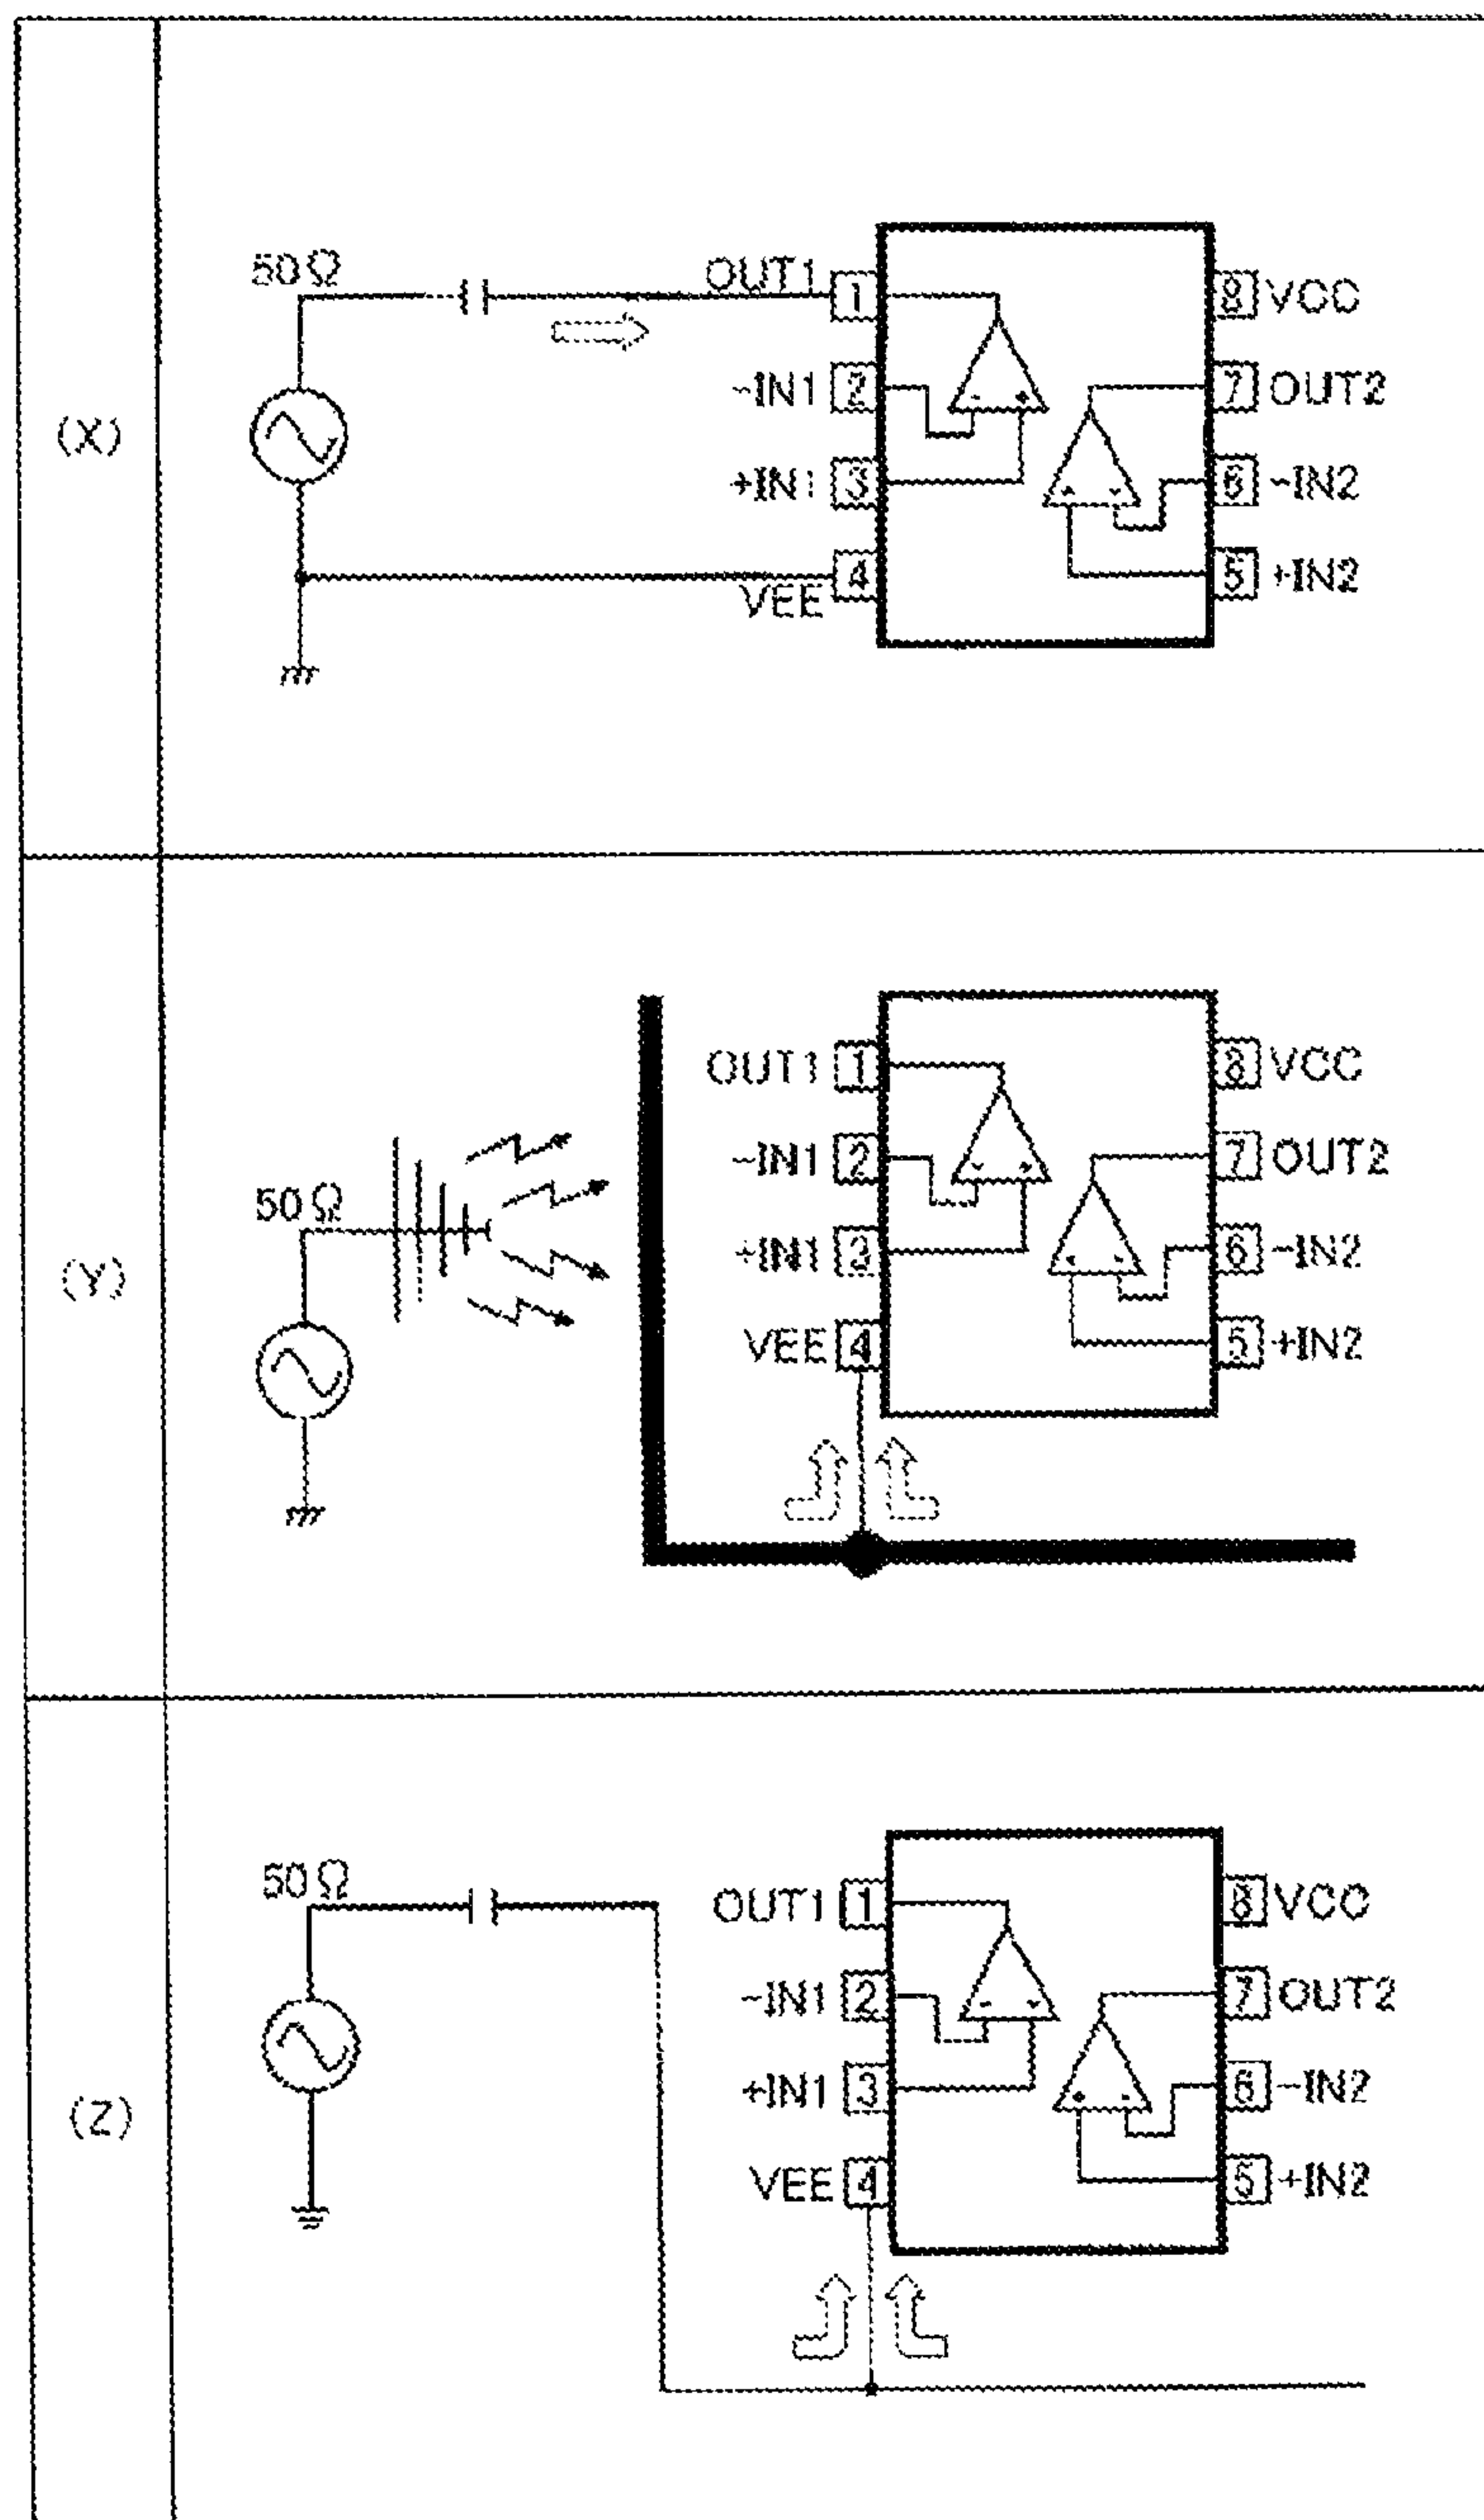 (X)
50Ω
OUT1 1
-IN1 2
+IN1 3
4
VEE
8 VCC
7 OUT2
6 -IN2
5 +IN2
(Y)
50Ω
OUT1 1
-IN1 2
+IN1 3
VEE 4
8 VCC
7 OUT2
6 -IN2
5 +IN2
(Z)
50Ω
OUT1 1
-IN1 2
+IN1 3
VEE 4
8 VCC
7 OUT2
6 -IN2
5 +IN2